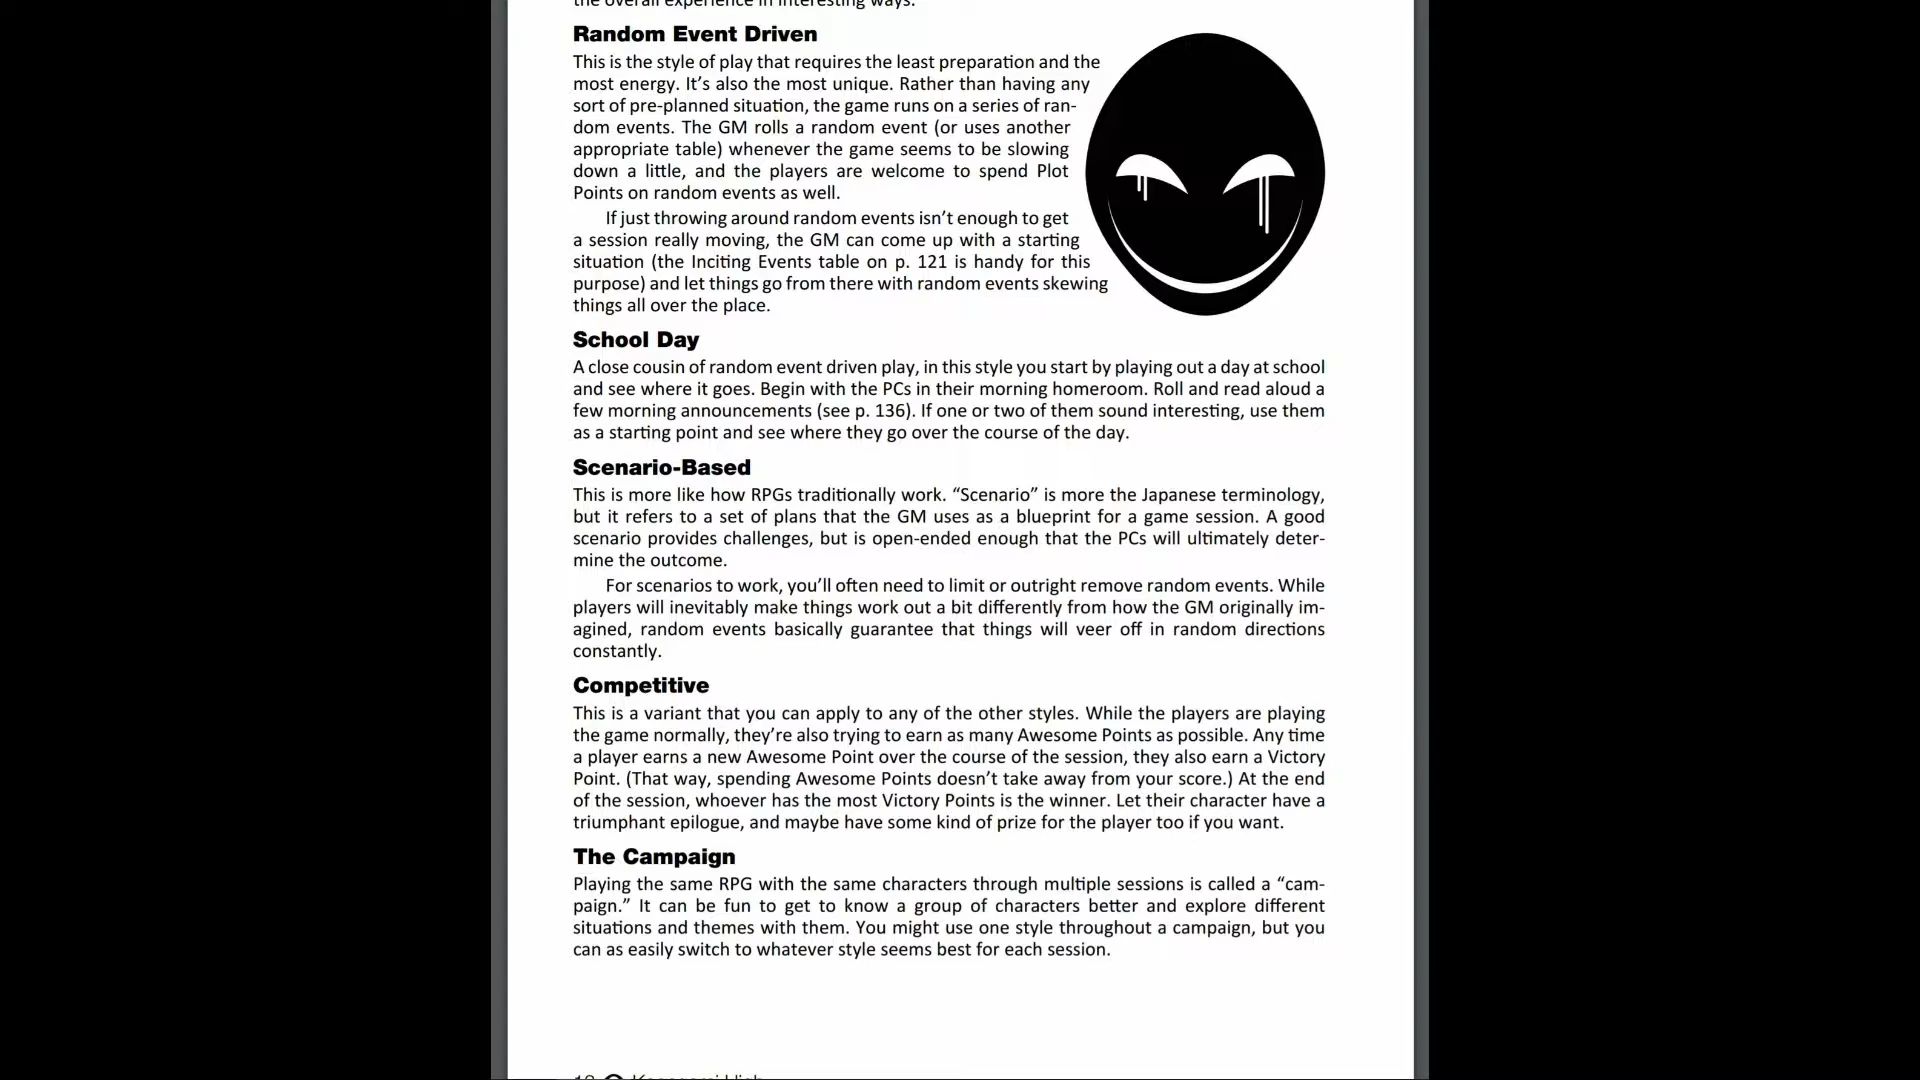 the overall experience in interesting ways.
Random Event Driven
This is the style of play that requires the least preparation and the
most energy. It’s also the most unique. Rather than having any
sort of pre-planned situation, the game runs on a series of ran-
dom events. The GM rolls a random event (or uses another
appropriate table) whenever the game seems to be slowing
down a little, and the players are welcome to spend Plot
Points on random events as well.
If just throwing around random events isn’t enough to get
a session really moving, the GM can come up with a starting
situation (the Inciting Events table on p. 121 is handy for this
purpose) and let things go from there with random events skewing
things all over the place.
School Day
A close cousin of random event driven play, in this style you start by playing out a day at school
and see where it goes. Begin with the PCs in their morning homeroom. Roll and read aloud a
few morning announcements (see p. 136). If one or two of them sound interesting, use them
as a starting point and see where they go over the course of the day.
Scenario-Based
This is more like how RPGs traditionally work. “Scenario” is more the Japanese terminology,
but it refers to a set of plans that the GM uses as a blueprint for a game session. A good
scenario provides challenges, but is open-ended enough that the PCs will ultimately deter-
mine the outcome.
For scenarios to work, you’ll often need to limit or outright remove random events. While
players will inevitably make things work out a bit differently from how the GM originally im-
agined, random events basically guarantee that things will veer off in random directions
constantly.
Competitive
This is a variant that you can apply to any of the other styles. While the players are playing
the game normally, they’re also trying to earn as many Awesome Points as possible. Any time
a player earns a new Awesome Point over the course of the session, they also earn a Victory
Point. (That way, spending Awesome Points doesn’t take away from your score.) At the end
of the session, whoever has the most Victory Points is the winner. Let their character have a
triumphant epilogue, and maybe have some kind of prize for the player too if you want.
The Campaign
Playing the same RPG with the same characters through multiple sessions is called a “cam-
paign.” It can be fun to get to know a group of characters better and explore different
situations and themes with them. You might use one style throughout a campaign, but you
can as easily switch to whatever style seems best for each session.